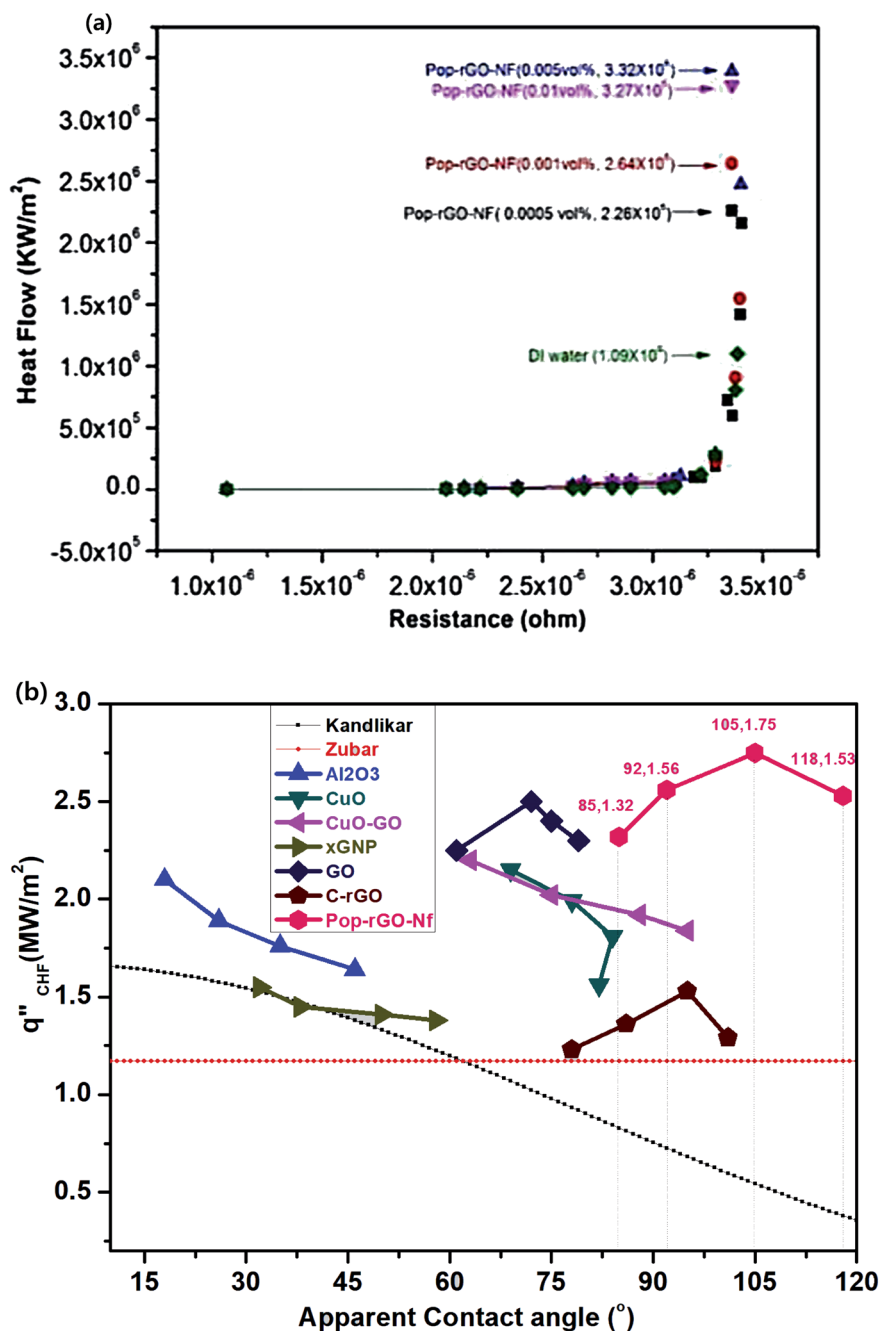 (a)
3.5x10⁶
3.0x10⁶
2.5x10⁶
2.0x10⁶
1.5x10⁶
1.0x10⁶
5.0x10⁵
0.0
-5.0x10⁵
Heat Flow (KW/m²)
Pop-rGO-NF(0.005vol%, 3.32X10⁶)
Pop-rGO-NF(0.01vol%, 3.27X10⁶)
Pop-rGO-NF(0.001vol%, 2.64X10⁶)
Pop-rGO-NF( 0.0005 vol%, 2.26X10⁶)
DI water (1.09X10⁶)
1.0x10⁻⁶ 1.5x10⁻⁶ 2.0x10⁻⁶ 2.5x10⁻⁶ 3.0x10⁻⁶ 3.5x10⁻⁶
Resistance (ohm)
(b)
3.0
2.5
2.0
1.5
1.0
0.5
q"CHF(MW/m²)
Kandlikar
Zubar
Al2O3
CuO
CuO-GO
xGNP
GO
C-rGO
Pop-rGO-Nf
85,1.32
92,1.56
105,1.75
118,1.53
15 30 45 60 75 90 105 120
Apparent Contact angle (°)